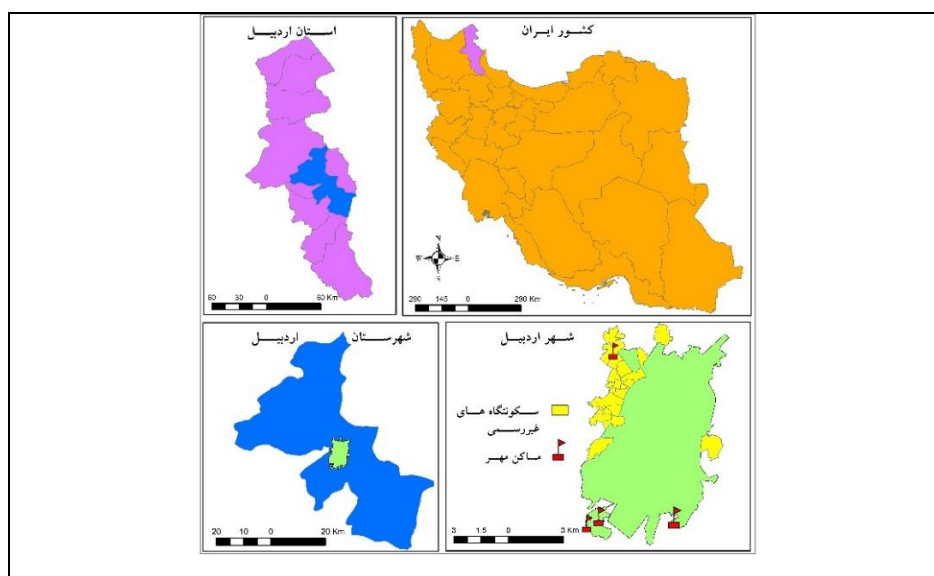 کشور ایران
استان اردبیل
N
W E
S
290 145 0 290 Km
60 30 0 60 Km
شهر اردبیل
شهرستان اردبیل
سکونتگاه های
غیررسمی
مساکن مهر
3 1.5 0 3 Km
20 10 0 20 Km